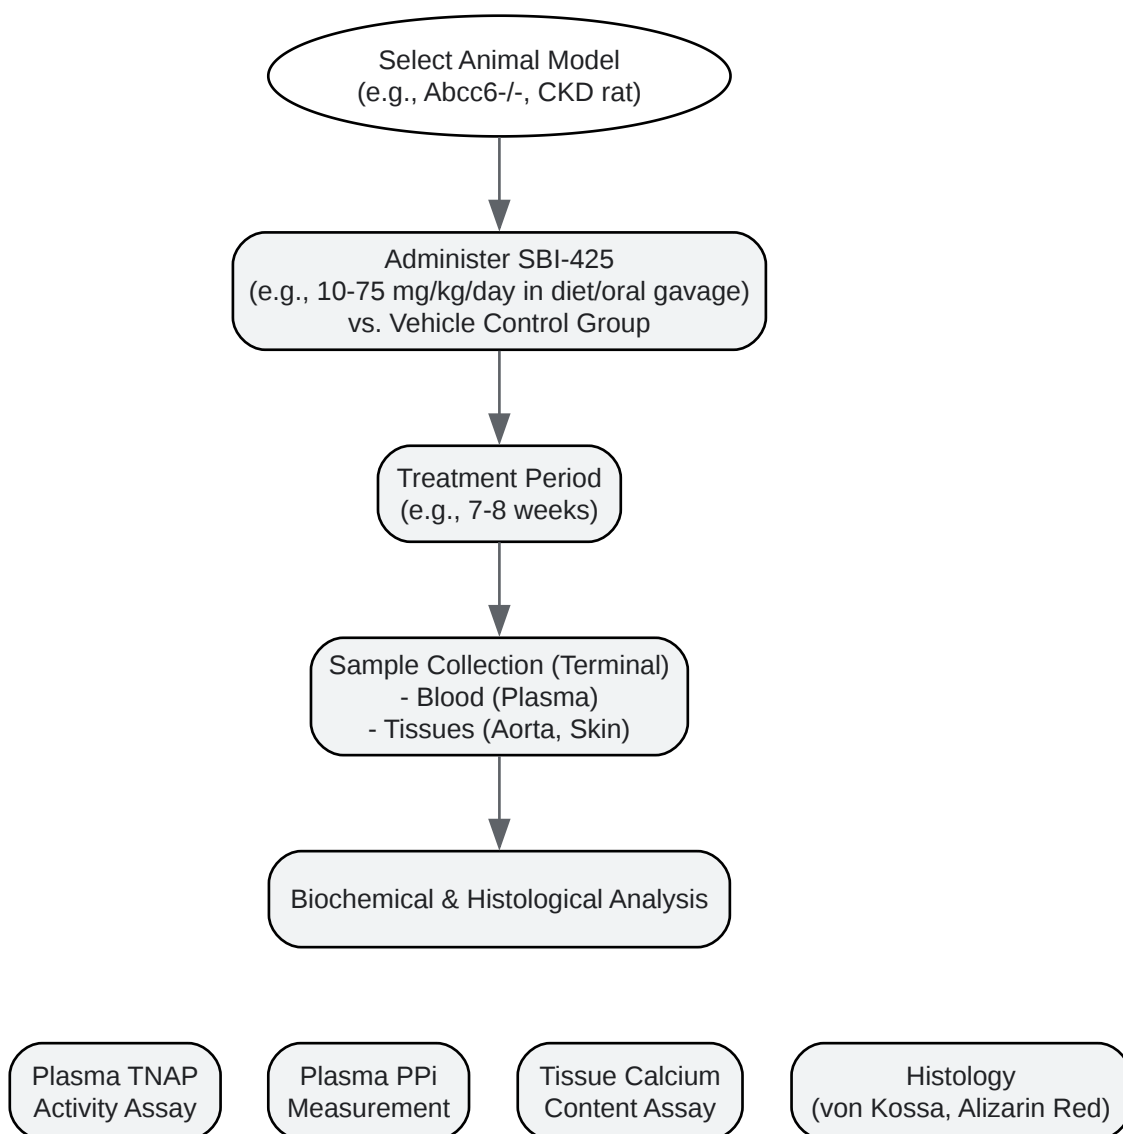 Select Animal Model
(e.g., Abcc6-/-, CKD rat)
Administer SBI-425
(e.g., 10-75 mg/kg/day in diet/oral gavage)
vs. Vehicle Control Group
Treatment Period
(e.g., 7-8 weeks)
Sample Collection (Terminal)
- Blood (Plasma)
- Tissues (Aorta, Skin)
Biochemical & Histological Analysis
Plasma TNAP
Activity Assay
Plasma PPi
Measurement
Tissue Calcium
Content Assay
Histology
(von Kossa, Alizarin Red)